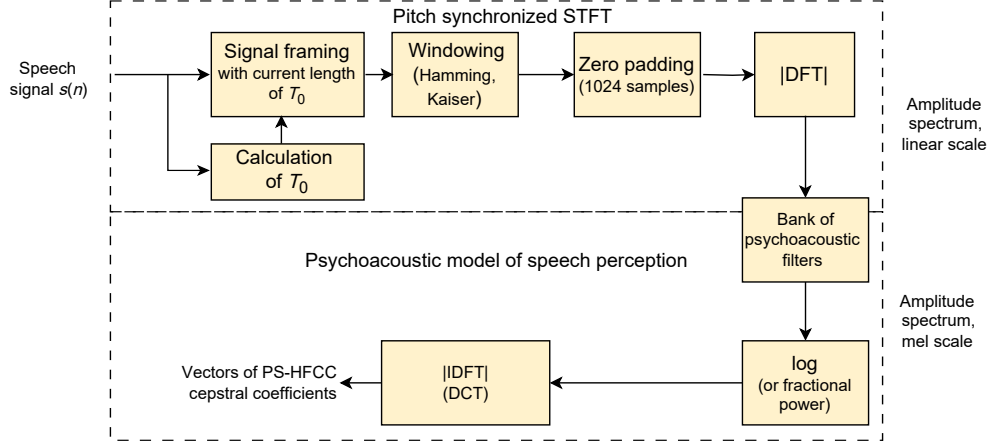 Pitch synchronized STFT
Speech
signal s(n)
Signal framing
with current length
of T0
Windowing
(Hamming,
Kaiser)
Zero padding
(1024 samples)
|DFT|
Calculation
of T0
Amplitude
spectrum,
linear scale
Bank of
psychoacoustic
filters
Psychoacoustic model of speech perception
Amplitude
spectrum,
mel scale
log
(or fractional
power)
|IDFT|
(DCT)
Vectors of PS-HFCC
cepstral coefficients